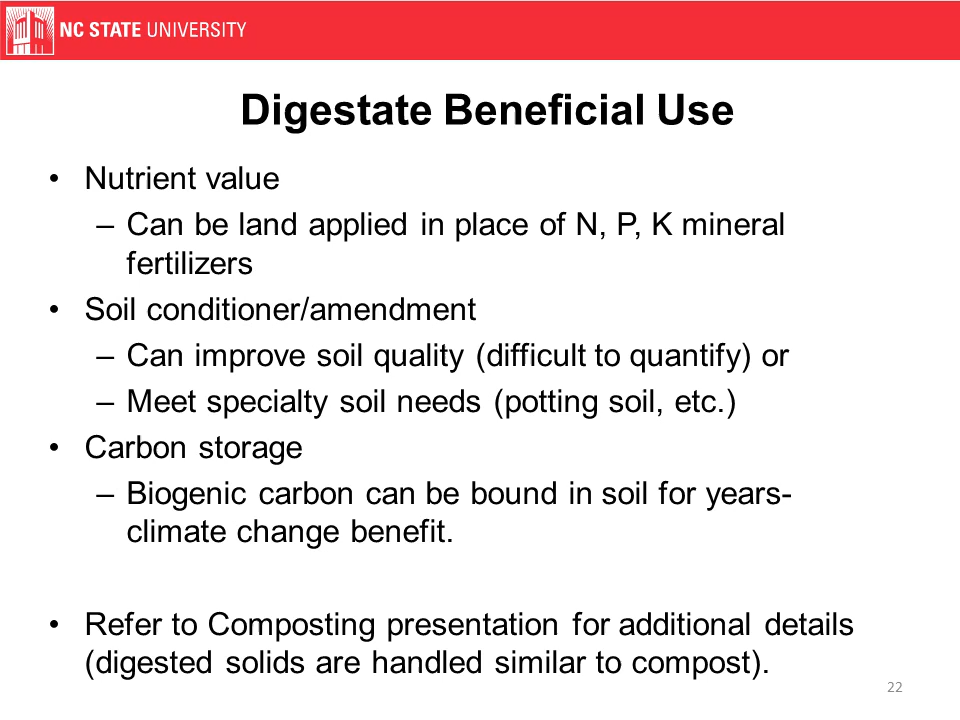 NC STATE UNIVERSITY
Digestate Beneficial Use
• Nutrient value
– Can be land applied in place of N, P, K mineral
fertilizers
• Soil conditioner/amendment
– Can improve soil quality (difficult to quantify) or
– Meet specialty soil needs (potting soil, etc.)
• Carbon storage
– Biogenic carbon can be bound in soil for years-
climate change benefit.
• Refer to Composting presentation for additional details
(digested solids are handled similar to compost).
22